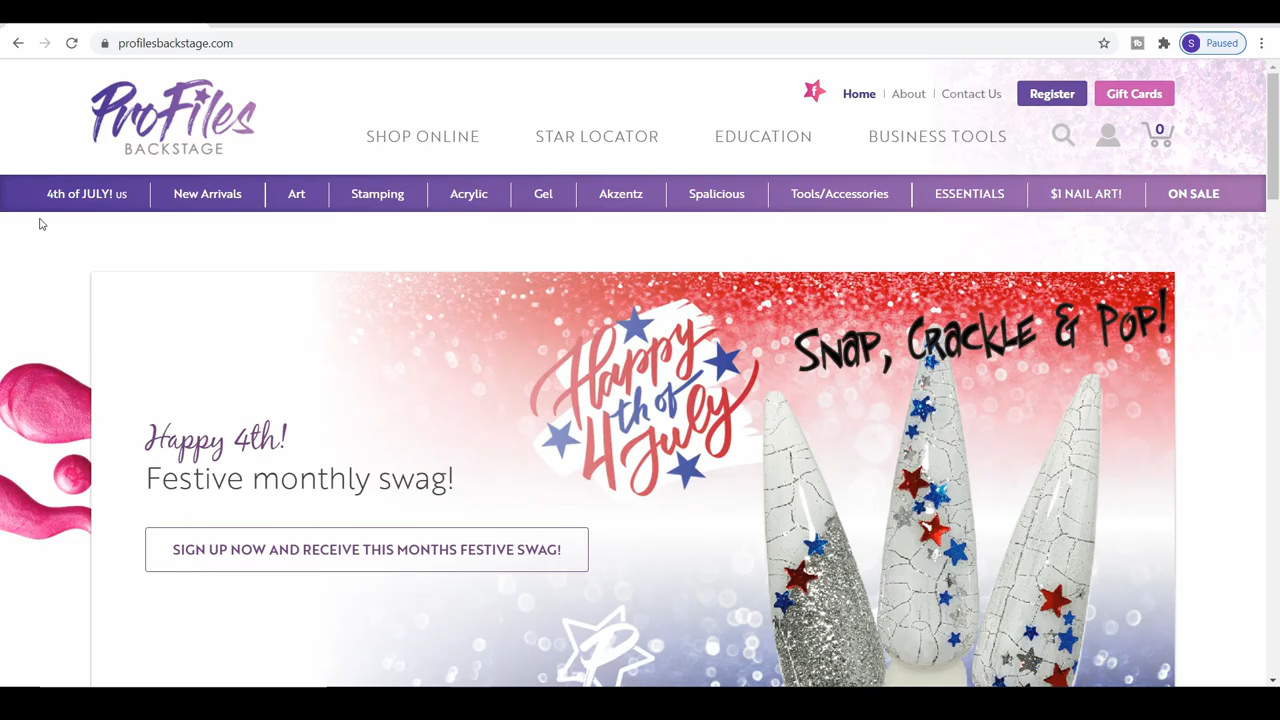 profilesbackstage.com
S Paused
ProFiles
BACKSTAGE
f
Home About Contact Us Register Gift Cards
SHOP ONLINE STAR LOCATOR EDUCATION BUSINESS TOOLS 0
4th of JULY! us New Arrivals Art Stamping Acrylic Gel Akzentz Spalicious Tools/Accessories ESSENTIALS $1 NAIL ART! ON SALE
Snap, Crackle & Pop!
Happy
4th of
July
Happy 4th!
Festive monthly swag!
SIGN UP NOW AND RECEIVE THIS MONTHS FESTIVE SWAG!
P